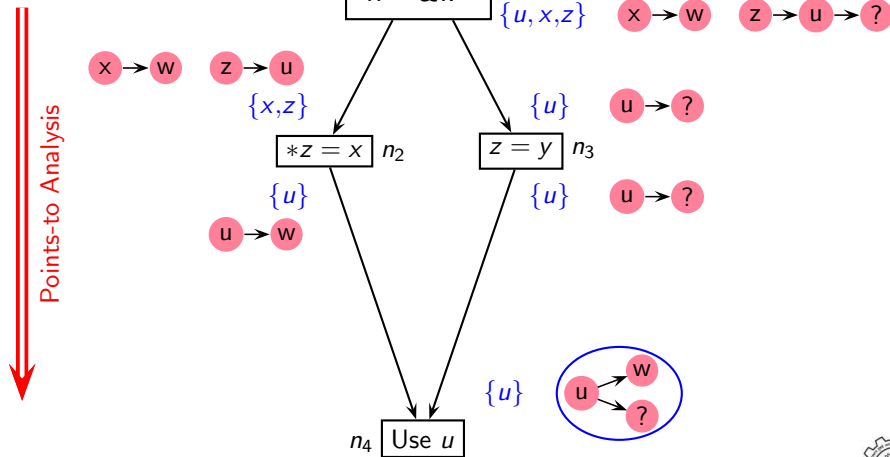 {u, x,z} x w z u ?
x w z u
{x,z} {u} u ?
*z = x n2 z = y n3
{u} {u} u ?
u w
Points-to Analysis
{u} u w ?
n4 Use u